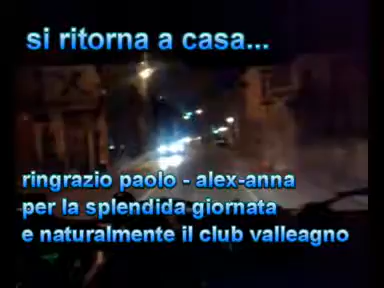 si ritorna a casa...
ringrazio paolo - alex-anna
per la splendida giornata
e naturalmente il club valleagno